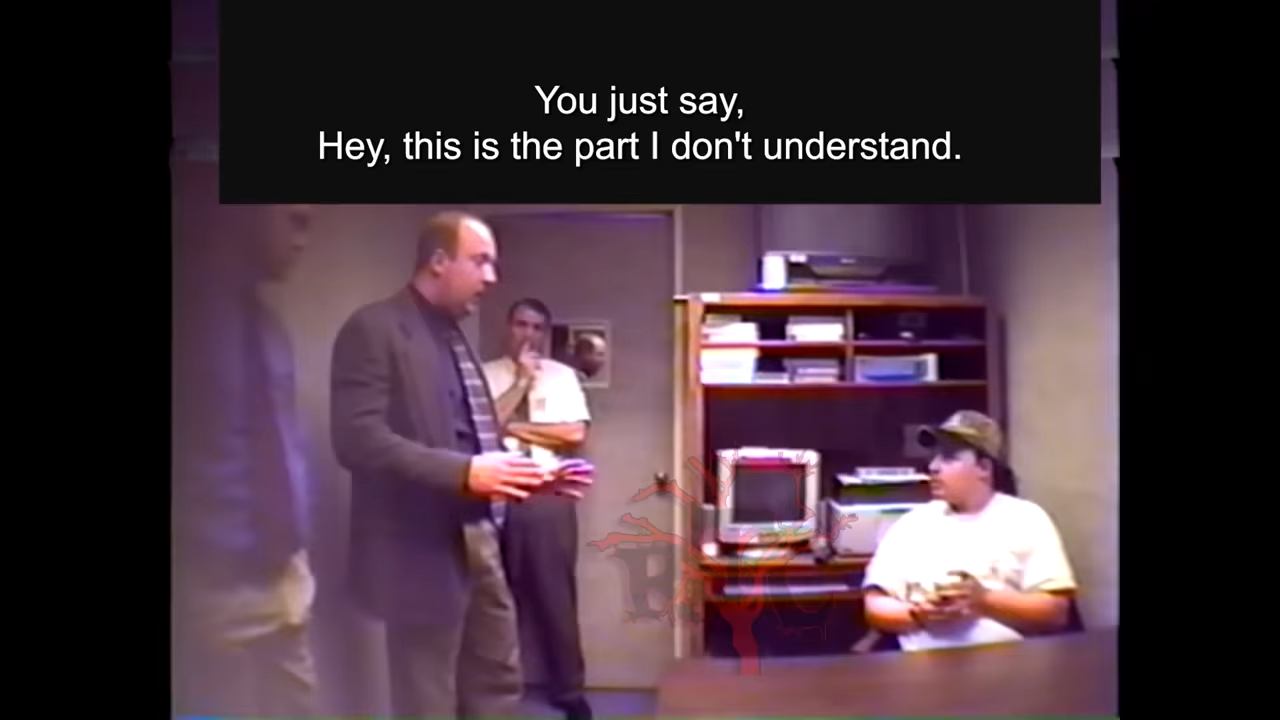 You just say,
Hey, this is the part I don't understand.